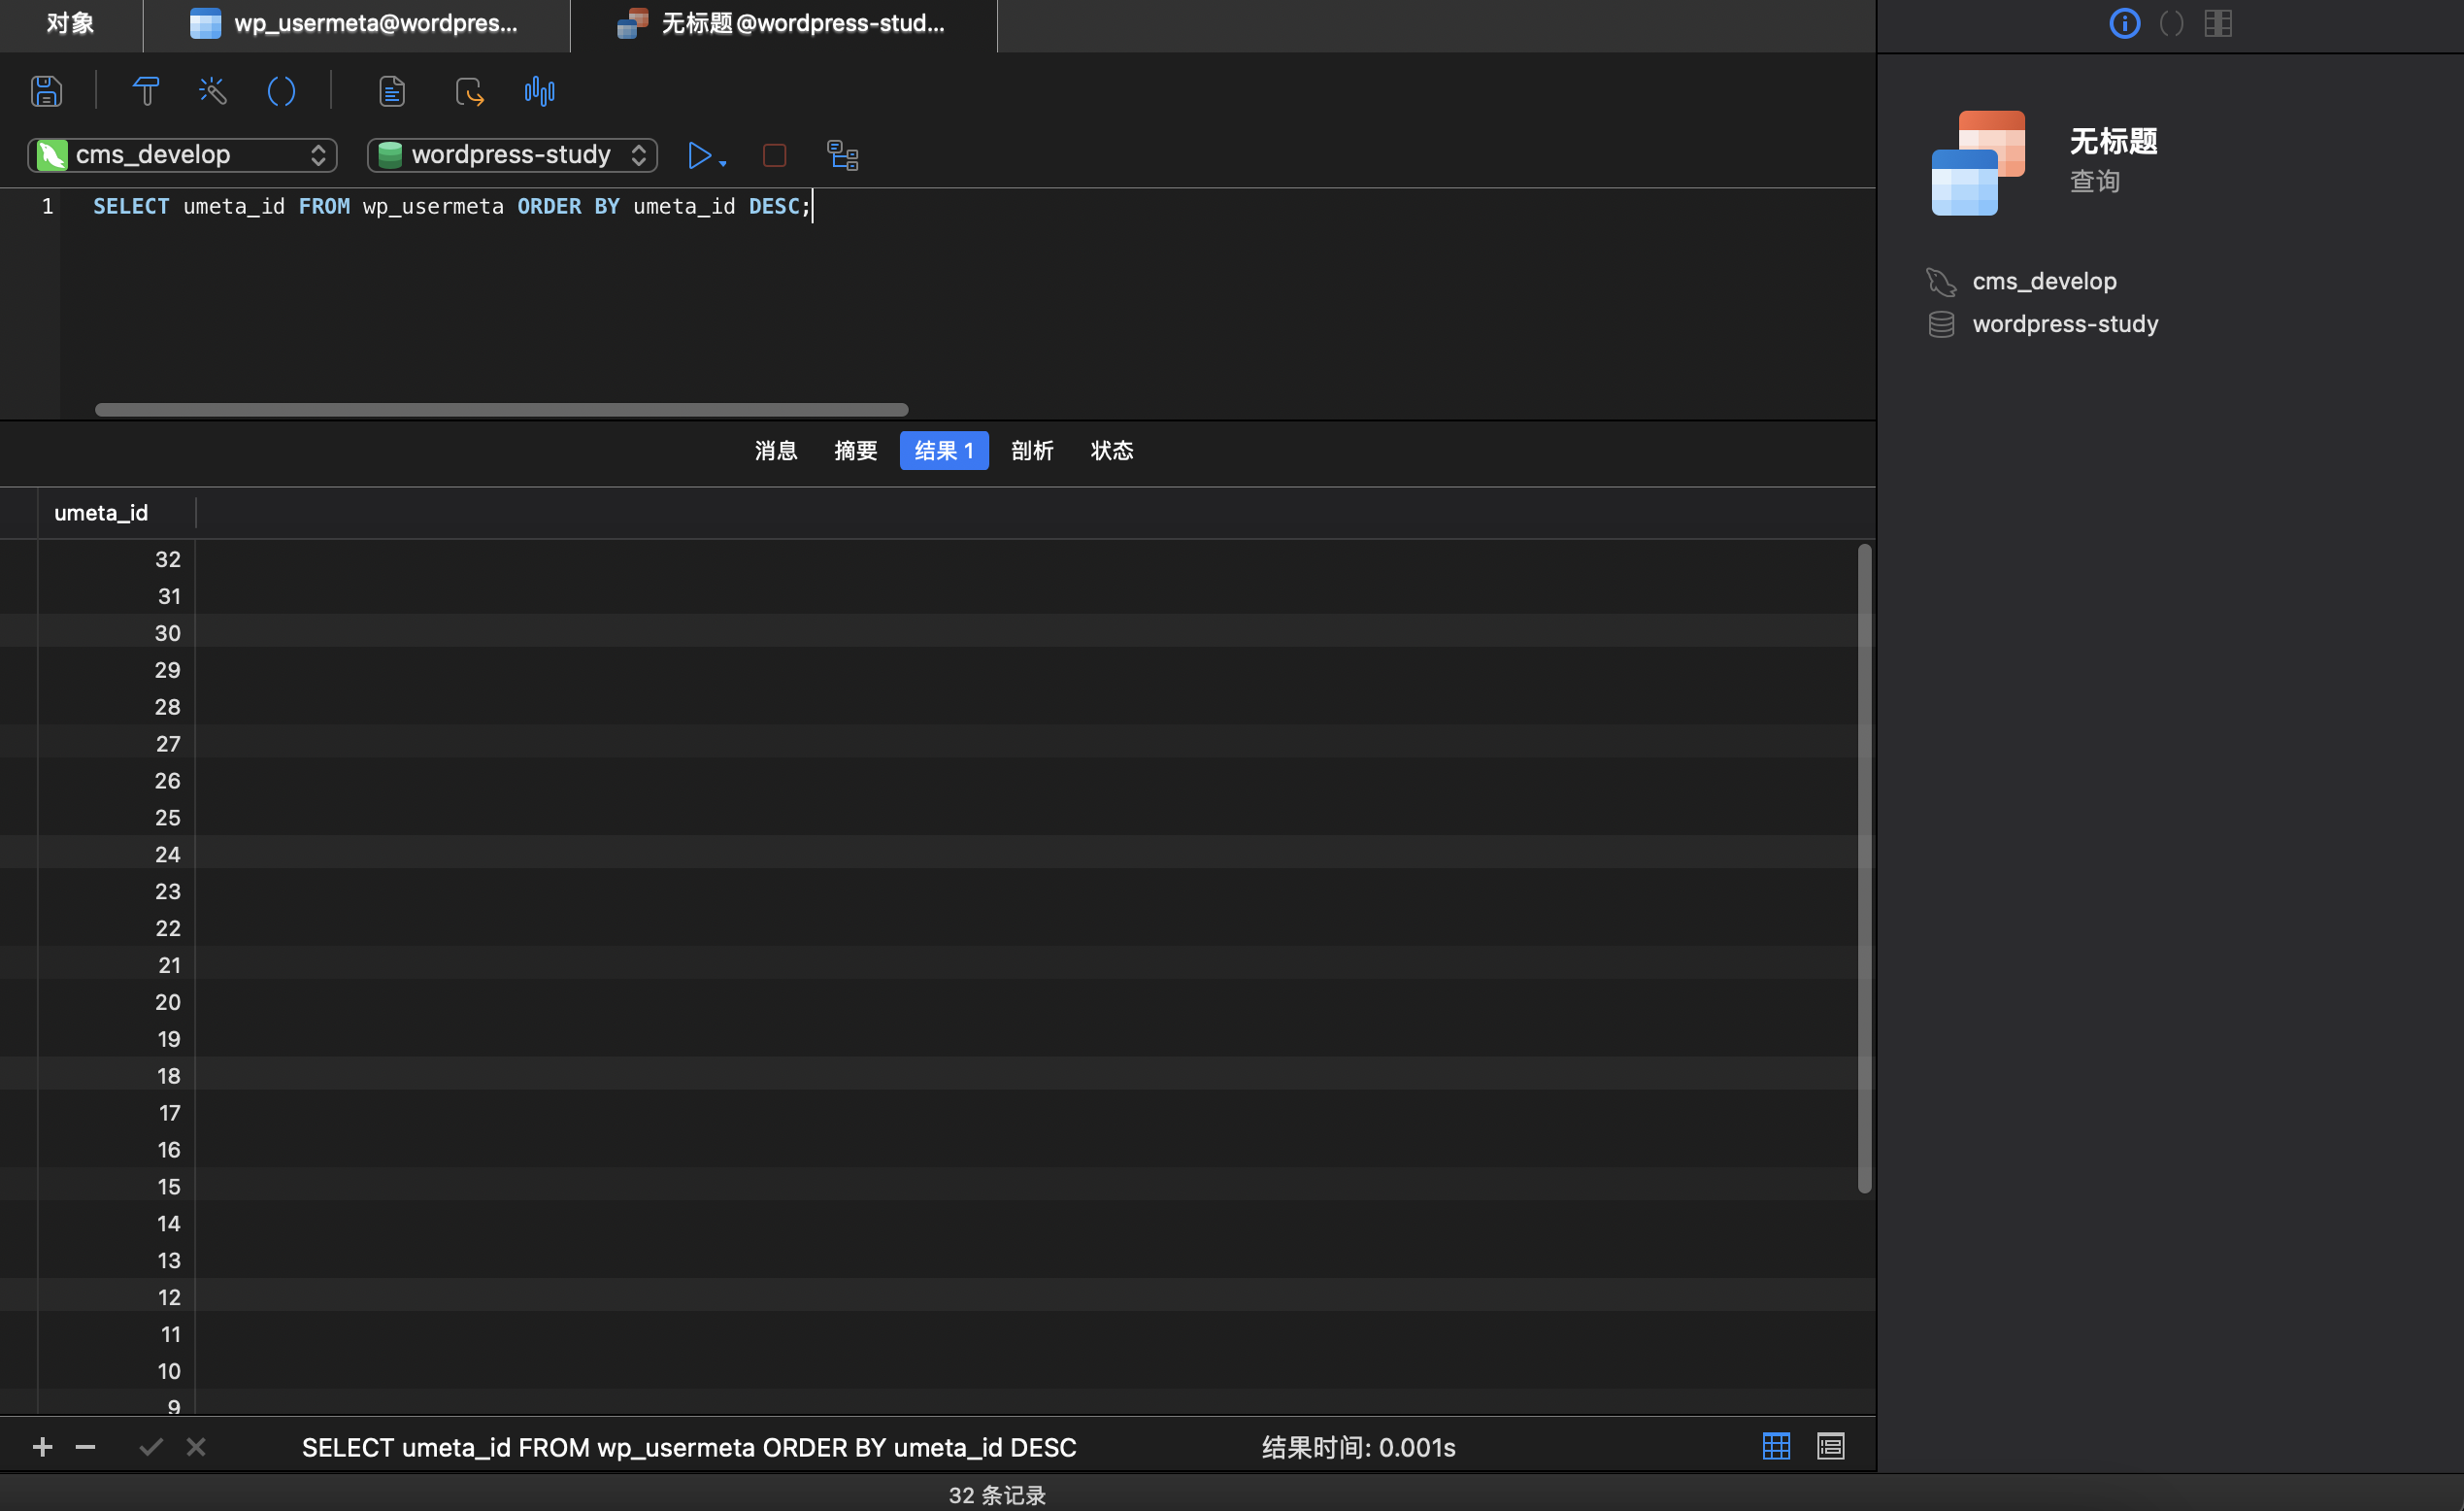 对象
wp_usermeta@wordpres...
无标题@wordpress-stud...
cms_develop
wordpress-study
1 SELECT umeta_id FROM wp_usermeta ORDER BY umeta_id DESC;
消息 摘要 结果 1 剖析 状态
umeta_id
32
31
30
29
28
27
26
25
24
23
22
21
20
19
18
17
16
15
14
13
12
11
10
9
SELECT umeta_id FROM wp_usermeta ORDER BY umeta_id DESC
结果时间: 0.001s
32 条记录
无标题
查询
cms_develop
wordpress-study